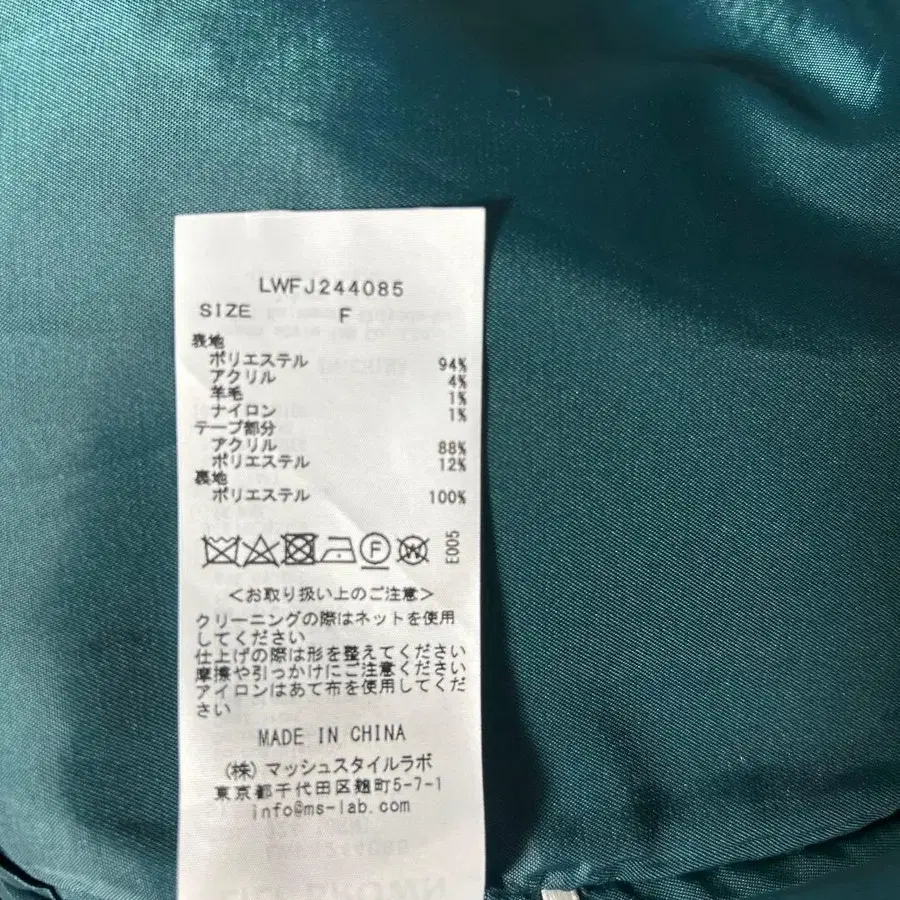 LWFJ244085
SIZE F
表地
ポリエステル 94%
アクリル 4%
羊毛 1%
ナイロン 1%
テープ部分
アクリル 88%
ポリエステル 12%
裏地
ポリエステル 100%
F W E005
<お取り扱い上のご注意>
クリーニングの際はネットを使用
してください
仕上げの際は形を整えてください
摩擦や引っかけにご注意ください
アイロンはあて布を使用してくだ
さい
MADE IN CHINA
(株) マッシュスタイルラボ
東京都千代田区麹町5-7-1
info@ms-lab.com